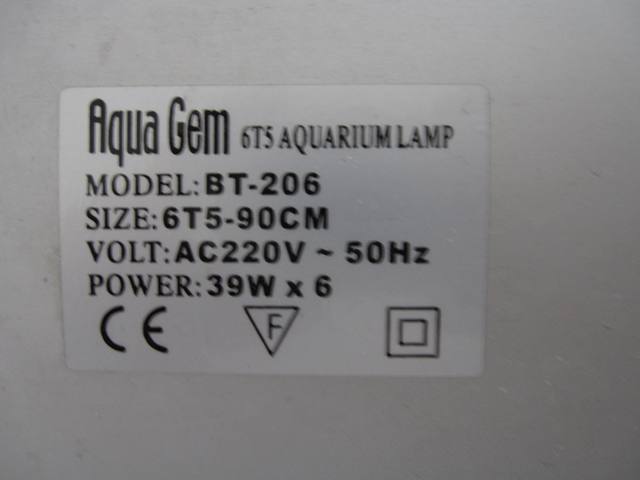 Aqua Gem 6T5 AQUARIUM LAMP
MODEL: BT-206
SIZE: 6T5-90CM
VOLT: AC220V ~ 50Hz
POWER: 39W x 6
CE F